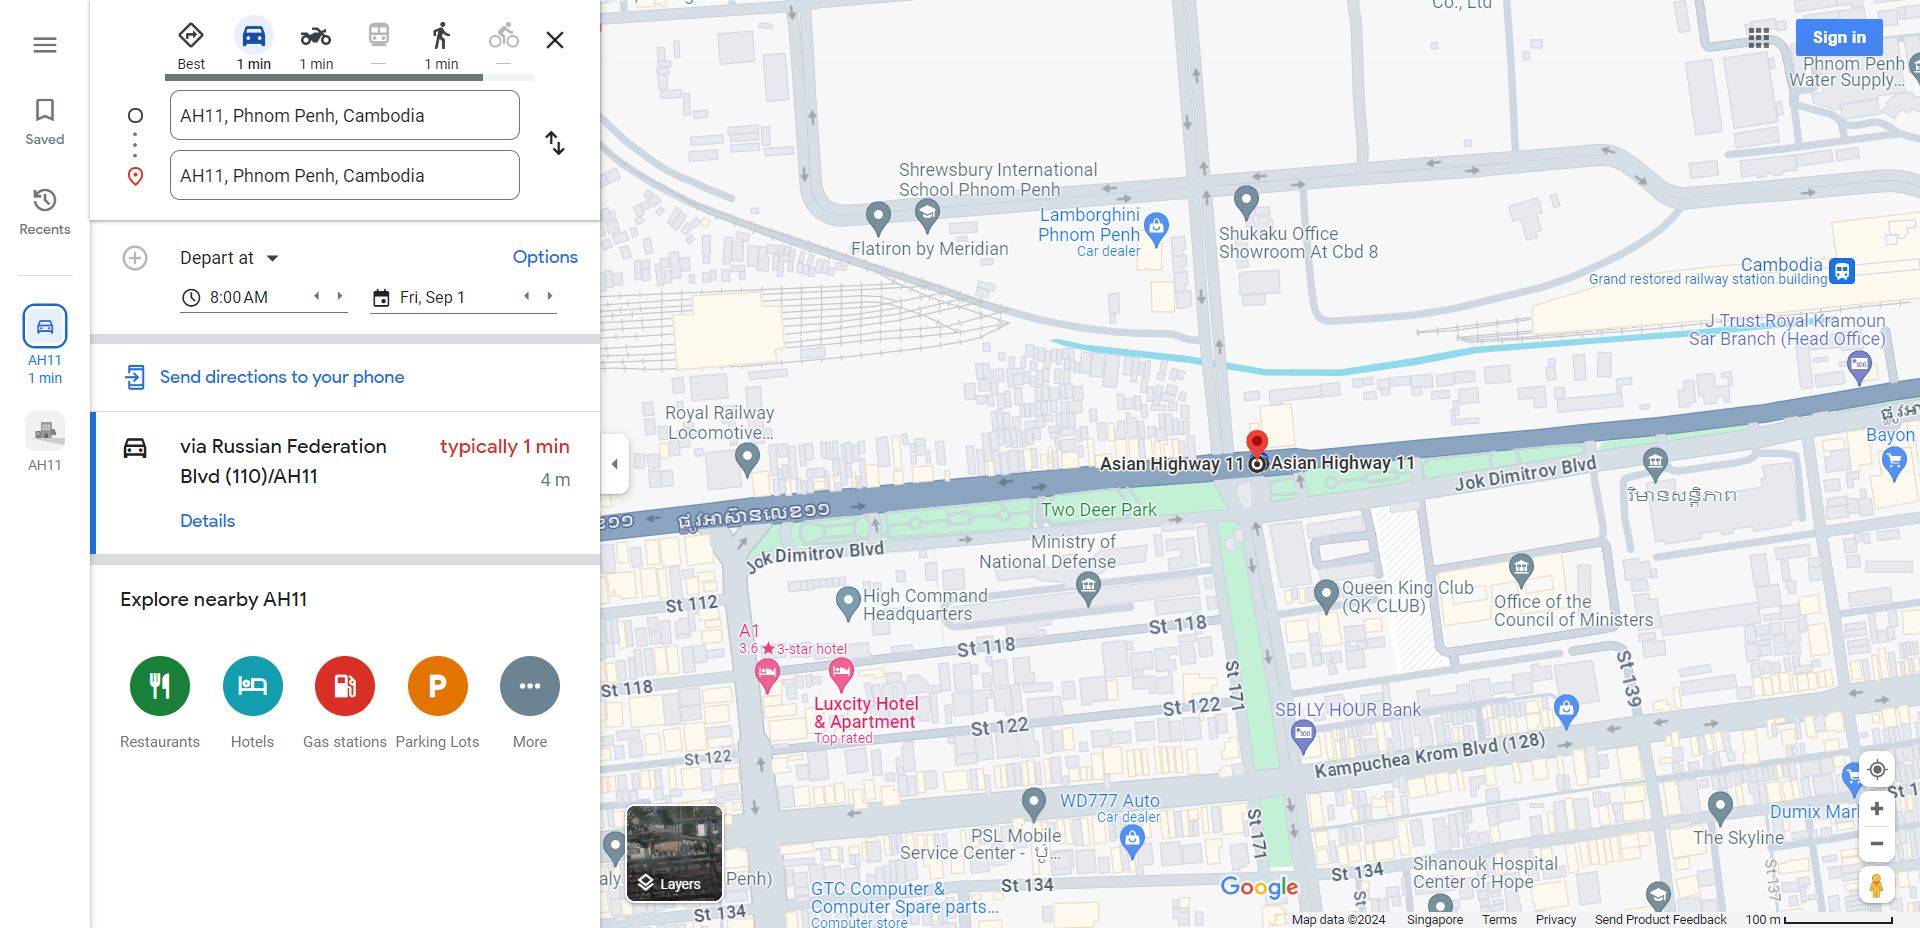 Saved
Recents
AH11
1 min
AH11
Best
1 min
1 min
—
1 min
—
AH11, Phnom Penh, Cambodia
AH11, Phnom Penh, Cambodia
Depart at
Options
8:00 AM
Fri, Sep 1
Send directions to your phone
via Russian Federation
Blvd (110)/AH11
typically 1 min
4 m
Details
Explore nearby AH11
Restaurants
Hotels
Gas stations
Parking Lots
More
Co., Ltd
Sign in
Phnom Penh
Water Supply...
Shrewsbury International
School Phnom Penh
Lamborghini
Phnom Penh
Car dealer
Flatiron by Meridian
Shukaku Office
Showroom At Cbd 8
Cambodia
Grand restored railway station building
J Trust Royal Kramoun
Sar Branch (Head Office)
Royal Railway
Locomotive...
Bayon
Asian Highway 11
Asian Highway 11
Jok Dimitrov Blvd
វិមានសន្តិភាព
ផ្លូវអាស៊ានលេខ១១
Two Deer Park
Jok Dimitrov Blvd
Ministry of
National Defense
High Command
Headquarters
Queen King Club
(QK CLUB)
Office of the
Council of Ministers
St 112
A1
3.6★3-star hotel
St 118
St 118
St 118
Luxcity Hotel
& Apartment
Top rated
St 122
St 122
St 122
St 171
St 139
SBI LY HOUR Bank
Kampuchea Krom Blvd (128)
WD777 Auto
Car dealer
PSL Mobile
Service Center - ប៉ូ...
St 171
Dumix Mar
The Skyline
St 137
Sihanouk Hospital
Center of Hope
St 134
St 134
St 134
GTC Computer &
Computer Spare parts...
Computer store
Penh)
Layers
Google
Map data ©2024
Singapore
Terms
Privacy
Send Product Feedback
100 m